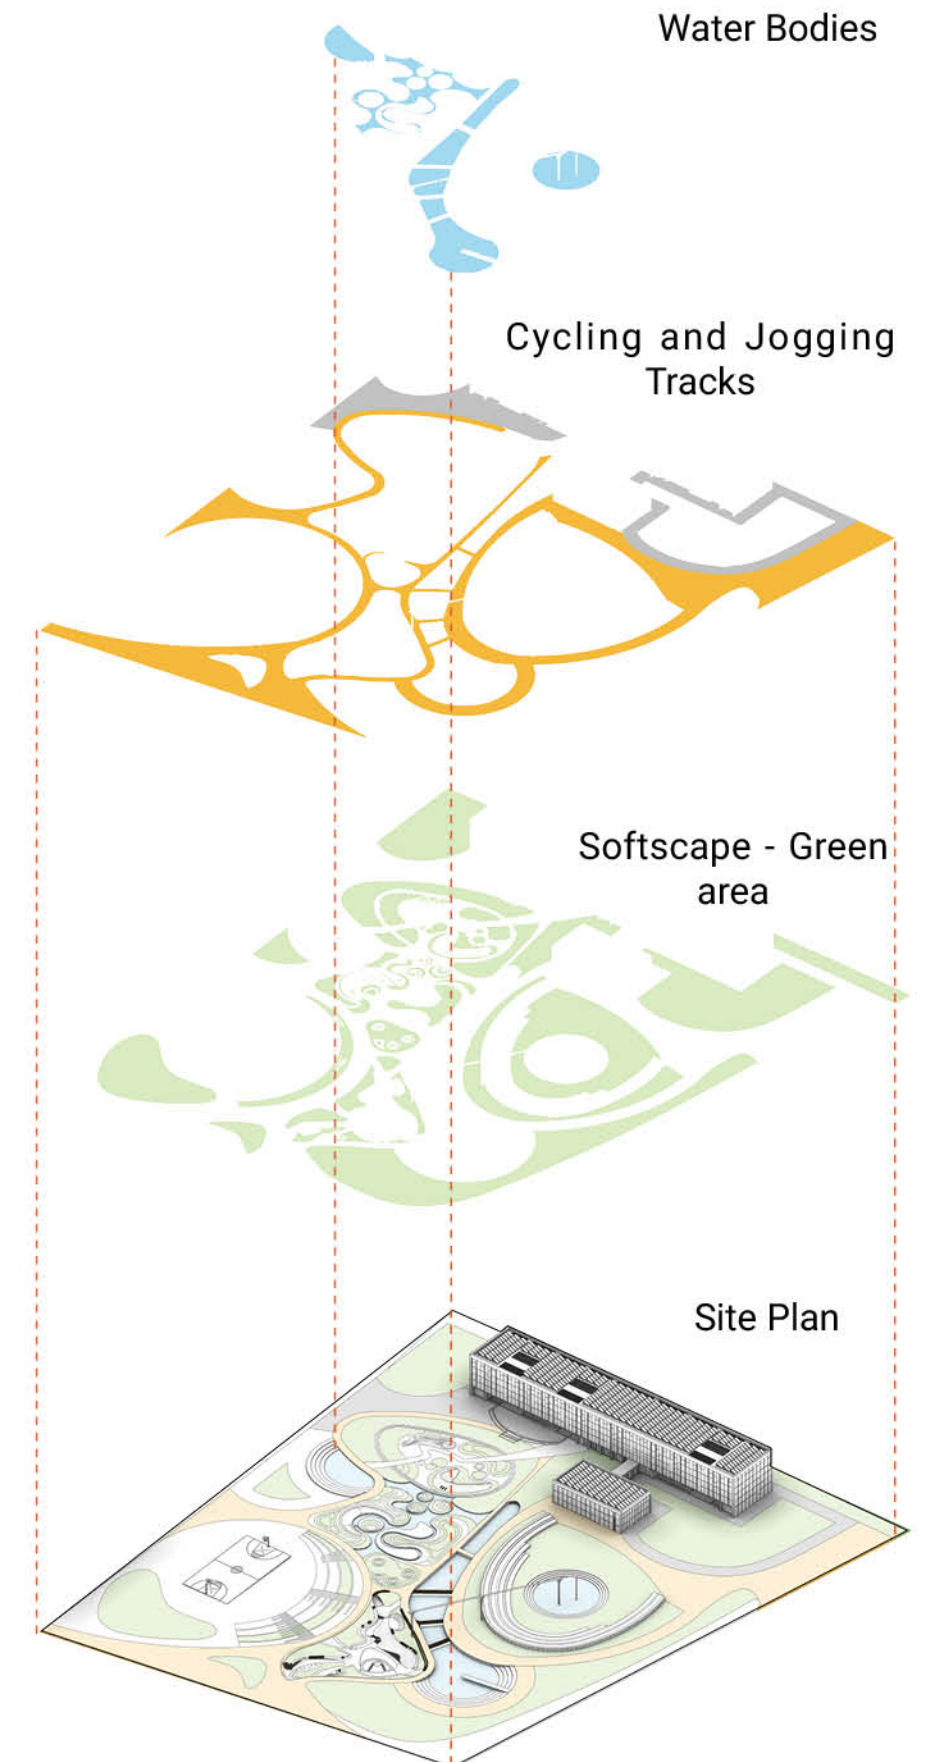 Water Bodies
Cycling and Jogging
Tracks
Softscape - Green
area
Site Plan